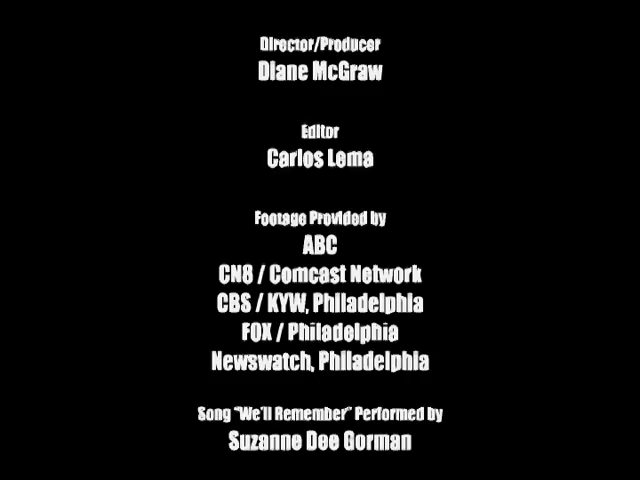 Director/Producer
Diane McGraw
Editor
Carlos Lema
Footage Provided by
ABC
CN8 / Comcast Network
CBS / KYW, Philadelphia
FOX / Philadelphia
Newswatch, Philadelphia
Song "We'll Remember" Performed by
Suzanne Dee Gorman